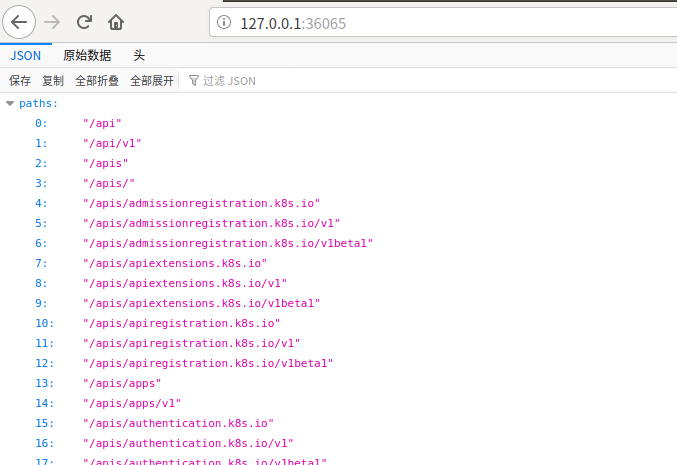 127.0.0.1:36065
JSON 原始数据 头
保存 复制 全部折叠 全部展开 过滤 JSON
paths:
0: "/api"
1: "/api/v1"
2: "/apis"
3: "/apis/"
4: "/apis/admissionregistration.k8s.io"
5: "/apis/admissionregistration.k8s.io/v1"
6: "/apis/admissionregistration.k8s.io/v1beta1"
7: "/apis/apiextensions.k8s.io"
8: "/apis/apiextensions.k8s.io/v1"
9: "/apis/apiextensions.k8s.io/v1beta1"
10: "/apis/apiregistration.k8s.io"
11: "/apis/apiregistration.k8s.io/v1"
12: "/apis/apiregistration.k8s.io/v1beta1"
13: "/apis/apps"
14: "/apis/apps/v1"
15: "/apis/authentication.k8s.io"
16: "/apis/authentication.k8s.io/v1"
17: "/apis/authentication.k8s.io/v1beta1"